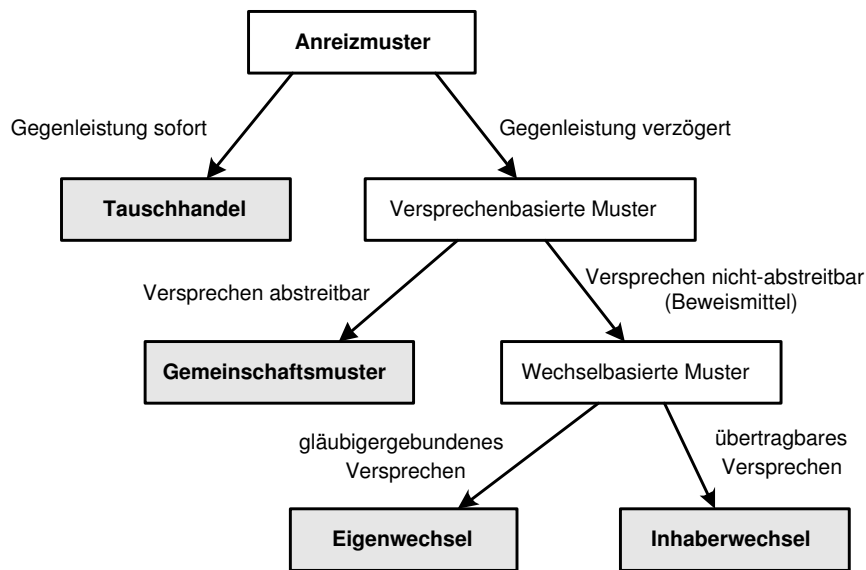 Anreizmuster
Gegenleistung sofort
Gegenleistung verzögert
Tauschhandel
Versprechenbasierte Muster
Versprechen abstreitbar
Versprechen nicht-abstreitbar
(Beweismittel)
Gemeinschaftsmuster
Wechselbasierte Muster
gläubigergebundenes
Versprechen
übertragbares
Versprechen
Eigenwechsel
Inhaberwechsel